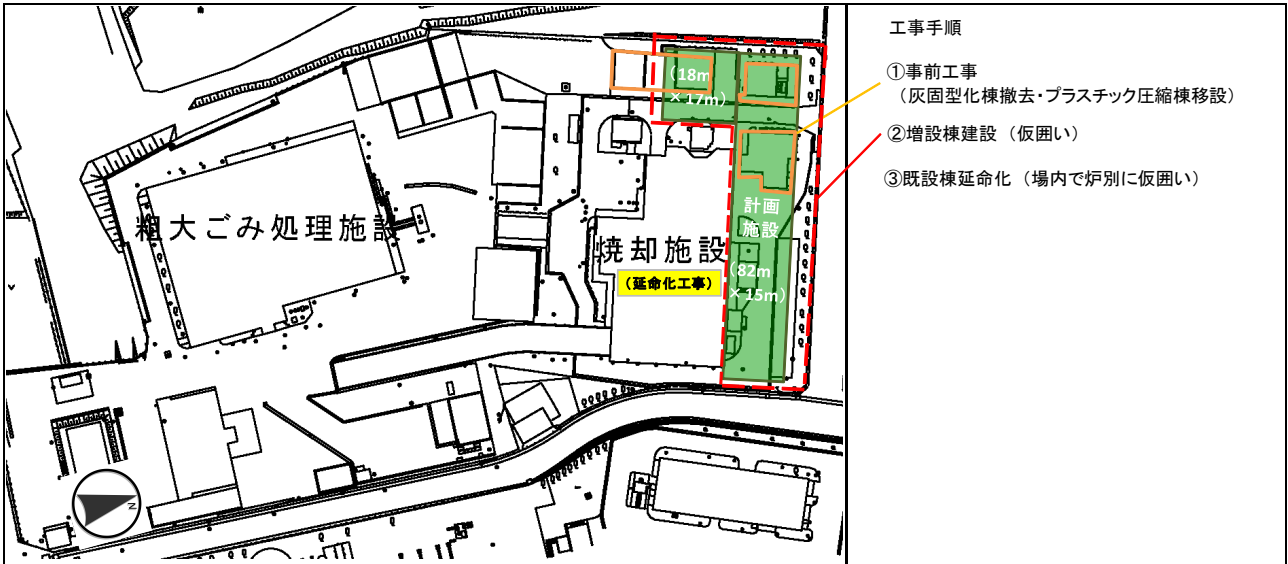 (18m
×17m)
粗大ごみ処理施設
焼却施設
(延命化工事)
計画
施設
(82m
×15m)
N
工事手順
①事前工事
（灰固型化棟撤去・プラスチック圧縮棟移設）
②増設棟建設（仮囲い）
③既設棟延命化（場内で炉別に仮囲い）